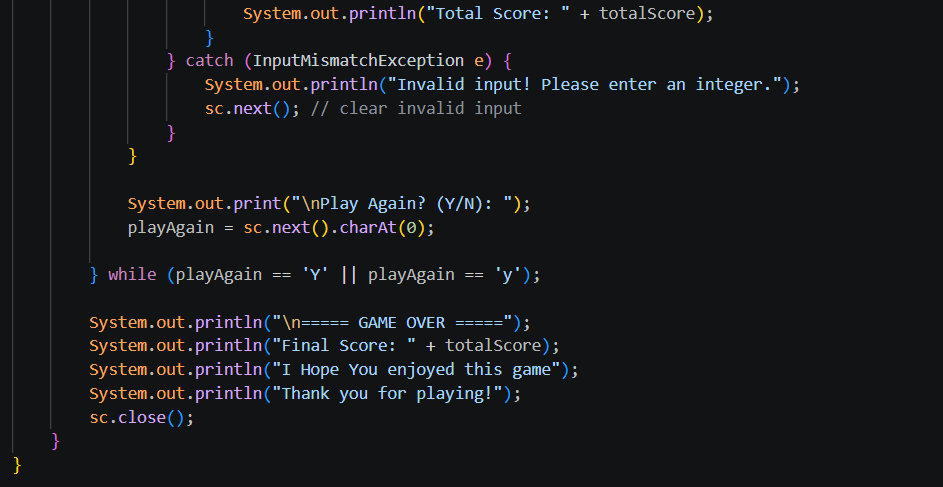 System.out.println("Total Score: " + totalScore);
}
} catch (InputMismatchException e) {
System.out.println("Invalid input! Please enter an integer.");
sc.next(); // clear invalid input
}
}
System.out.print("\nPlay Again? (Y/N): ");
playAgain = sc.next().charAt(0);
} while (playAgain == 'Y' || playAgain == 'y');
System.out.println("\n===== GAME OVER =====");
System.out.println("Final Score: " + totalScore);
System.out.println("I Hope You enjoyed this game");
System.out.println("Thank you for playing!");
sc.close();
}
}